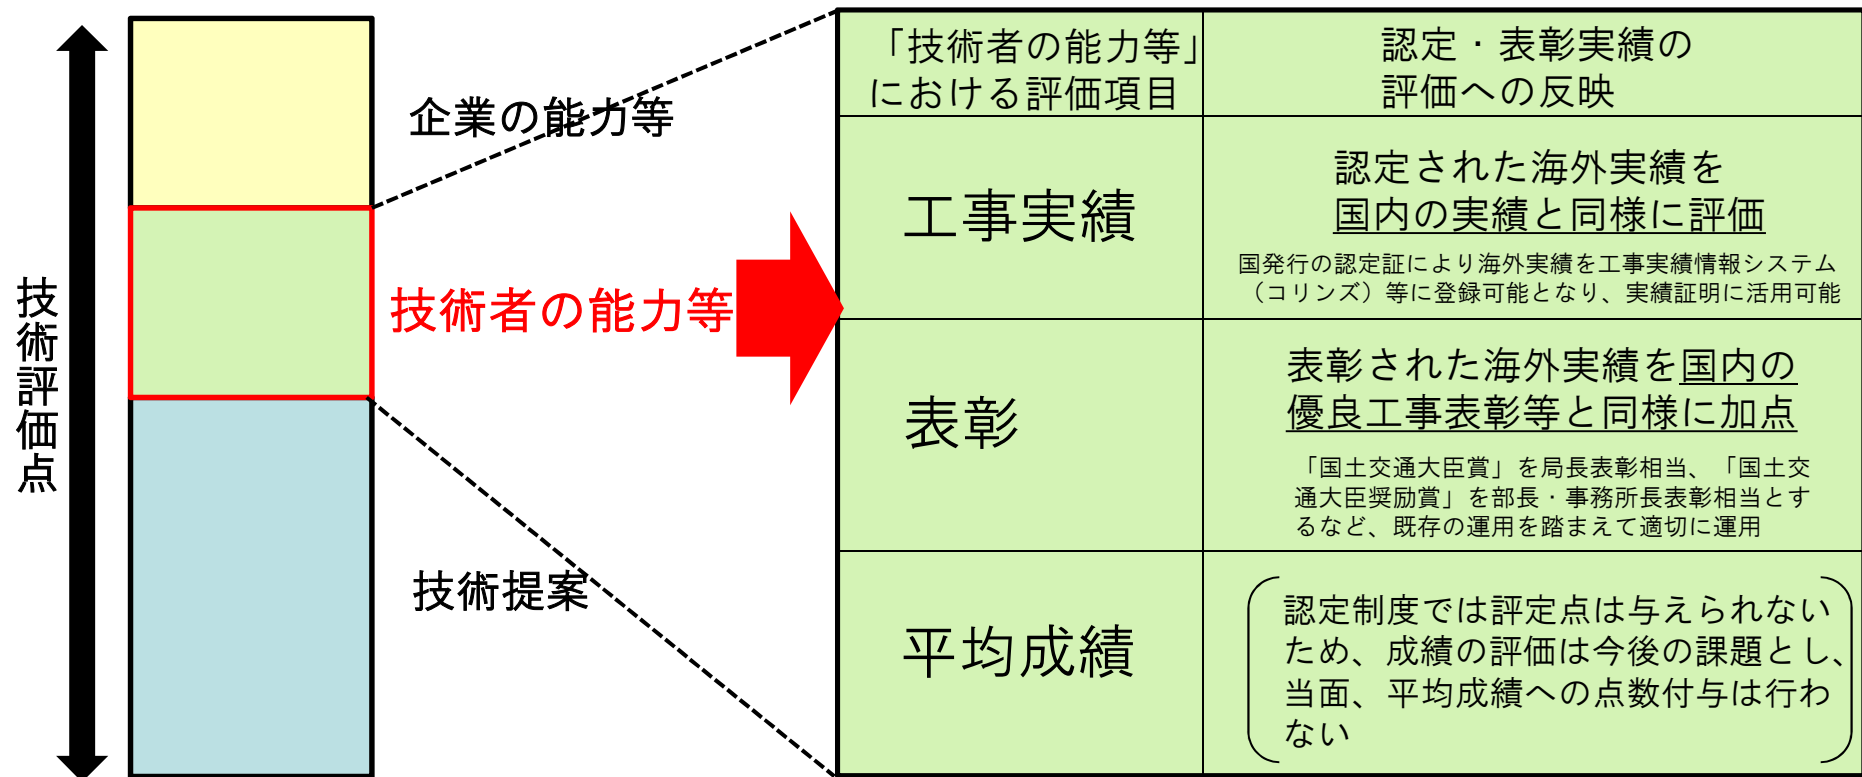 技術評価点
企業の能力等
技術者の能力等
技術提案
「技術者の能力等」
における評価項目
認定・表彰実績の
評価への反映
工事実績
認定された海外実績を
国内の実績と同様に評価
国発行の認定証により海外実績を工事実績情報システム
（コリンズ）等に登録可能となり、実績証明に活用可能
表彰
表彰された海外実績を国内の
優良工事表彰等と同様に加点
「国土交通大臣賞」を局長表彰相当、「国土交
通大臣奨励賞」を部長・事務所長表彰相当とす
るなど、既存の運用を踏まえて適切に運用
平均成績
認定制度では評定点は与えられない
ため、成績の評価は今後の課題とし、
当面、平均成績への点数付与は行わ
ない